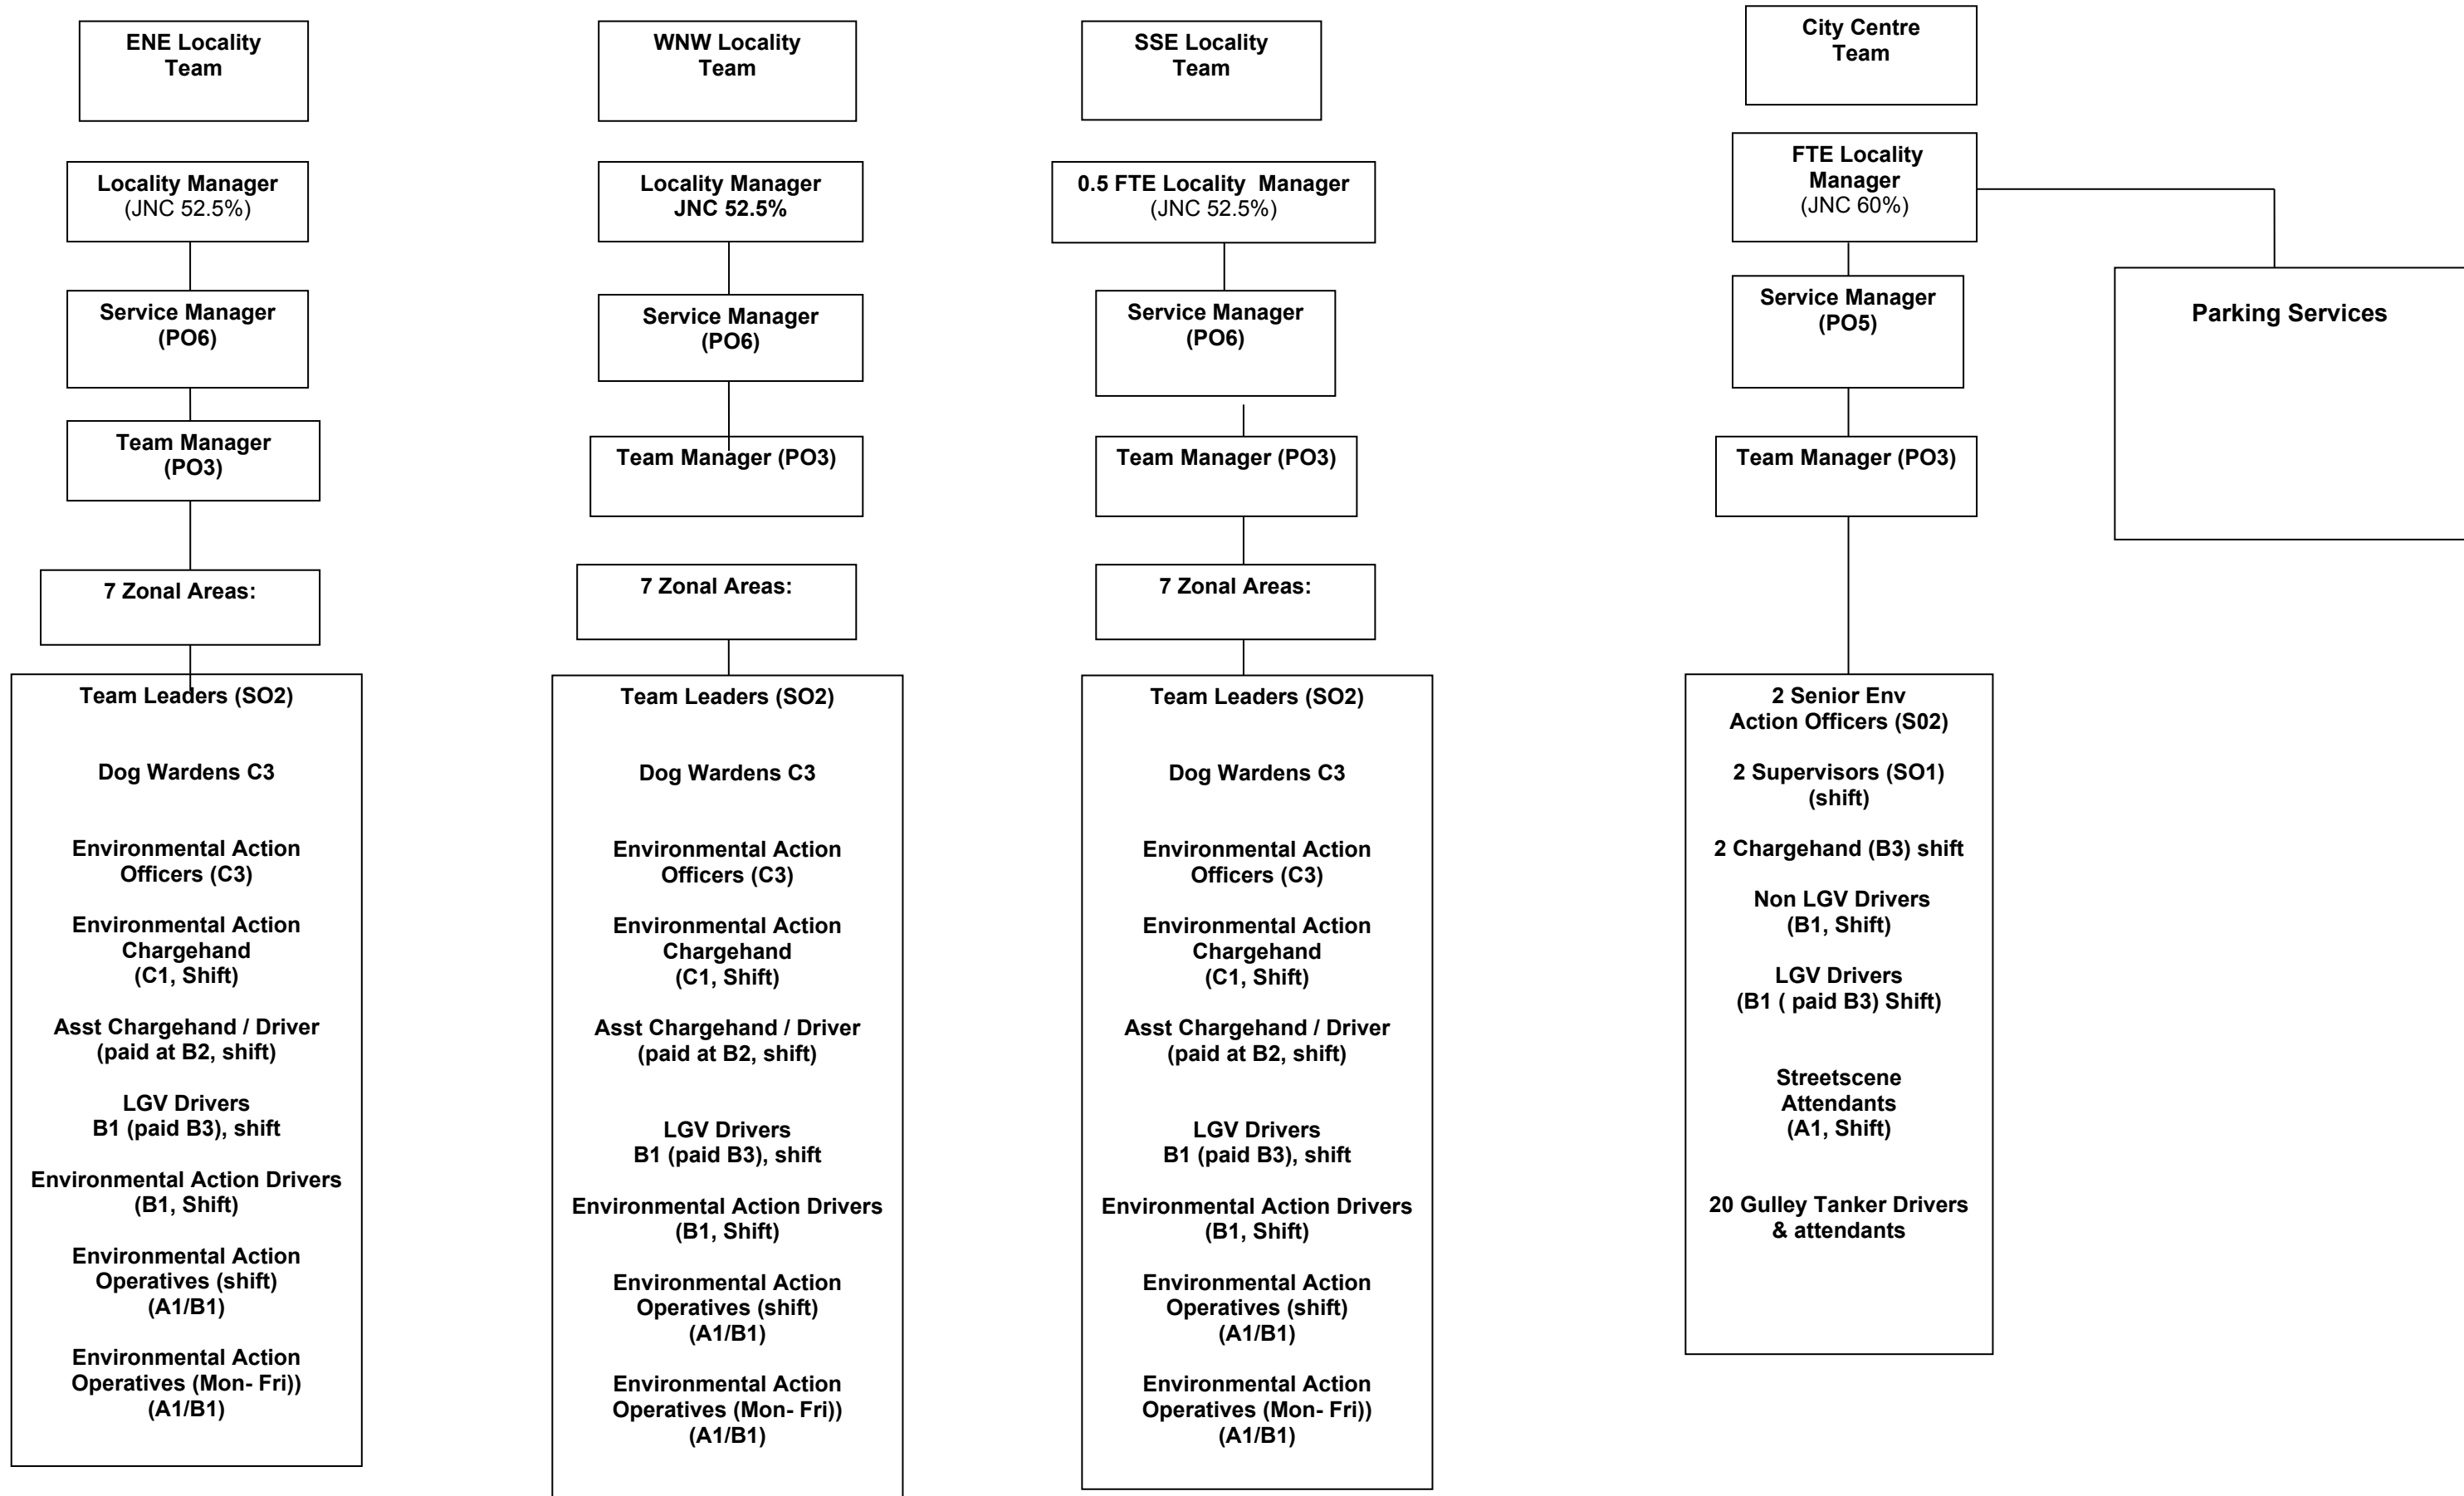 ENE Locality
Team
Locality Manager
(JNC 52.5%)
Service Manager
(PO6)
Team Manager
(PO3)
7 Zonal Areas:
Team Leaders (SO2)
Dog Wardens C3
Environmental Action
Officers (C3)
Environmental Action
Chargehand
(C1, Shift)
Asst Chargehand / Driver
(paid at B2, shift)
LGV Drivers
B1 (paid B3), shift
Environmental Action Drivers
(B1, Shift)
Environmental Action
Operatives (shift)
(A1/B1)
Environmental Action
Operatives (Mon- Fri))
(A1/B1)
WNW Locality
Team
Locality Manager
JNC 52.5%
Service Manager
(PO6)
Team Manager (PO3)
7 Zonal Areas:
Team Leaders (SO2)
Dog Wardens C3
Environmental Action
Officers (C3)
Environmental Action
Chargehand
(C1, Shift)
Asst Chargehand / Driver
(paid at B2, shift)
LGV Drivers
B1 (paid B3), shift
Environmental Action Drivers
(B1, Shift)
Environmental Action
Operatives (shift)
(A1/B1)
Environmental Action
Operatives (Mon- Fri))
(A1/B1)
SSE Locality
Team
0.5 FTE Locality  Manager
(JNC 52.5%)
Service Manager
(PO6)
Team Manager (PO3)
7 Zonal Areas:
Team Leaders (SO2)
Dog Wardens C3
Environmental Action
Officers (C3)
Environmental Action
Chargehand
(C1, Shift)
Asst Chargehand / Driver
(paid at B2, shift)
LGV Drivers
B1 (paid B3), shift
Environmental Action Drivers
(B1, Shift)
Environmental Action
Operatives (shift)
(A1/B1)
Environmental Action
Operatives (Mon- Fri))
(A1/B1)
City Centre
Team
FTE Locality
Manager
(JNC 60%)
Service Manager
(PO5)
Team Manager (PO3)
2 Senior Env
Action Officers (S02)
2 Supervisors (SO1)
(shift)
2 Chargehand (B3) shift
Non LGV Drivers
(B1, Shift)
LGV Drivers
(B1 ( paid B3) Shift)
Streetscene
Attendants
(A1, Shift)
20 Gulley Tanker Drivers
& attendants
Parking Services